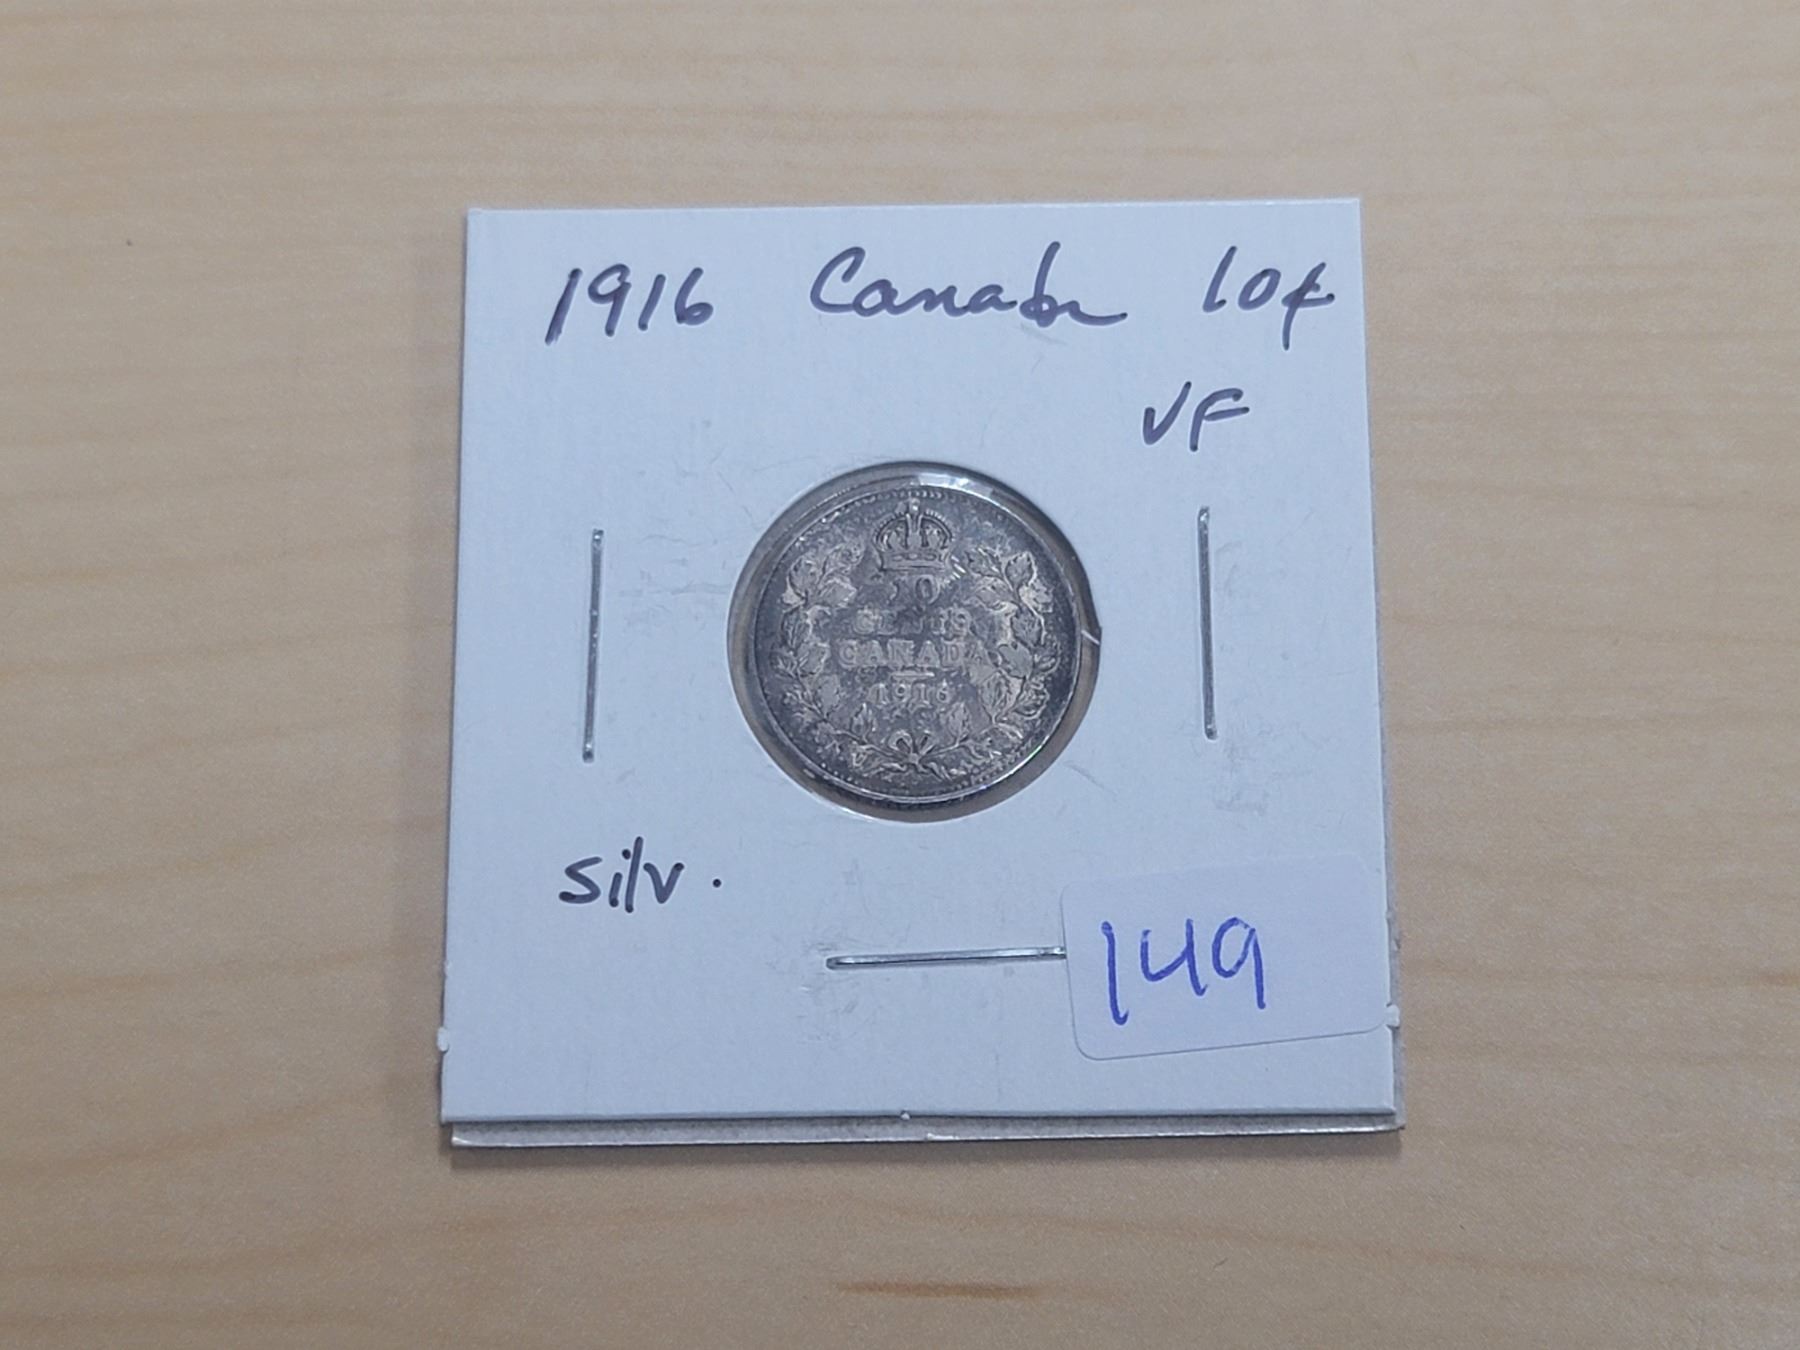 1916 Canada 10¢
VF
10
CENTS
CANADA
1916
silv.
149